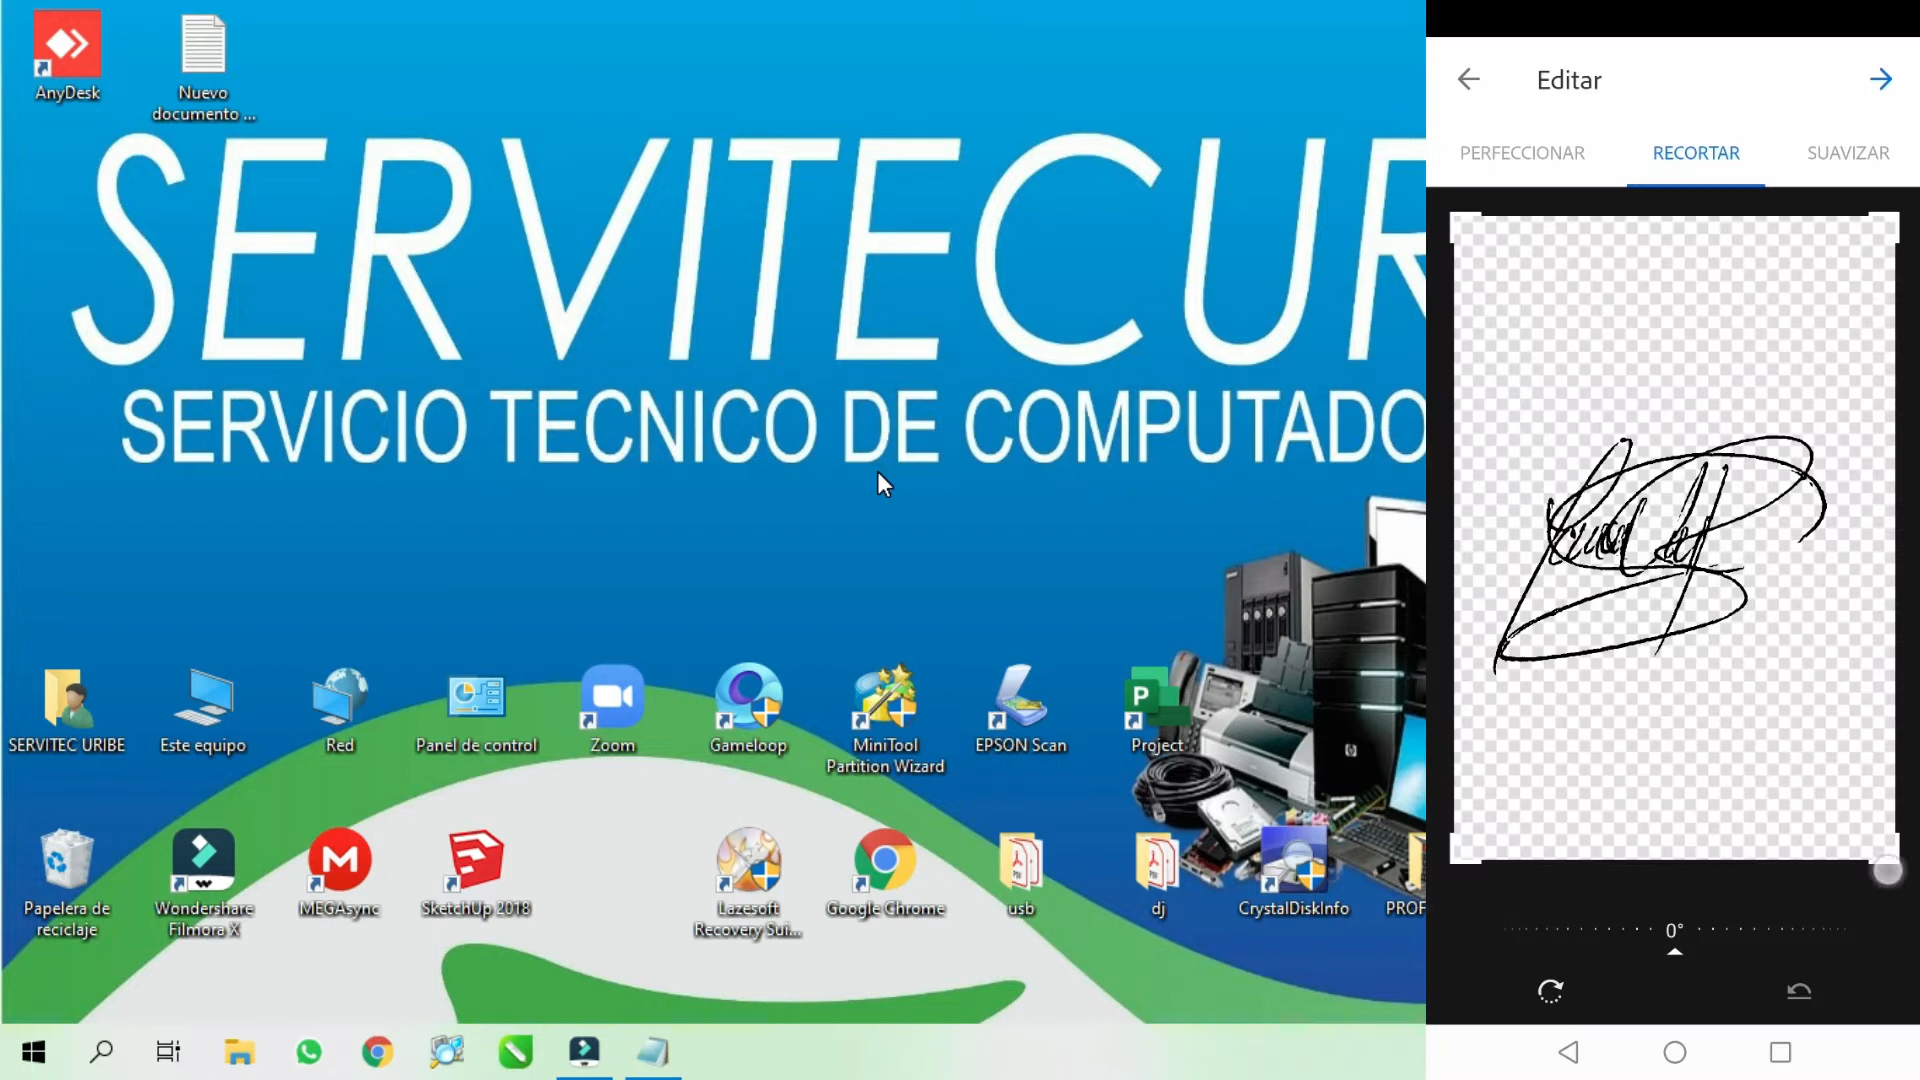 AnyDesk
Nuevo
documento ...
SERVITECUR
SERVICIO TECNICO DE COMPUTADO
SERVITEC URIBE
Este equipo
Red
Panel de control
Zoom
Gameloop
MiniTool
Partition Wizard
EPSON Scan
Project
Papelera de
reciclaje
Wondershare
Filmora X
MEGAsync
SketchUp 2018
Lazesoft
Recovery Sui...
Google Chrome
usb
dj
CrystalDiskInfo
PROF
Editar
PERFECCIONAR
RECORTAR
SUAVIZAR
0°